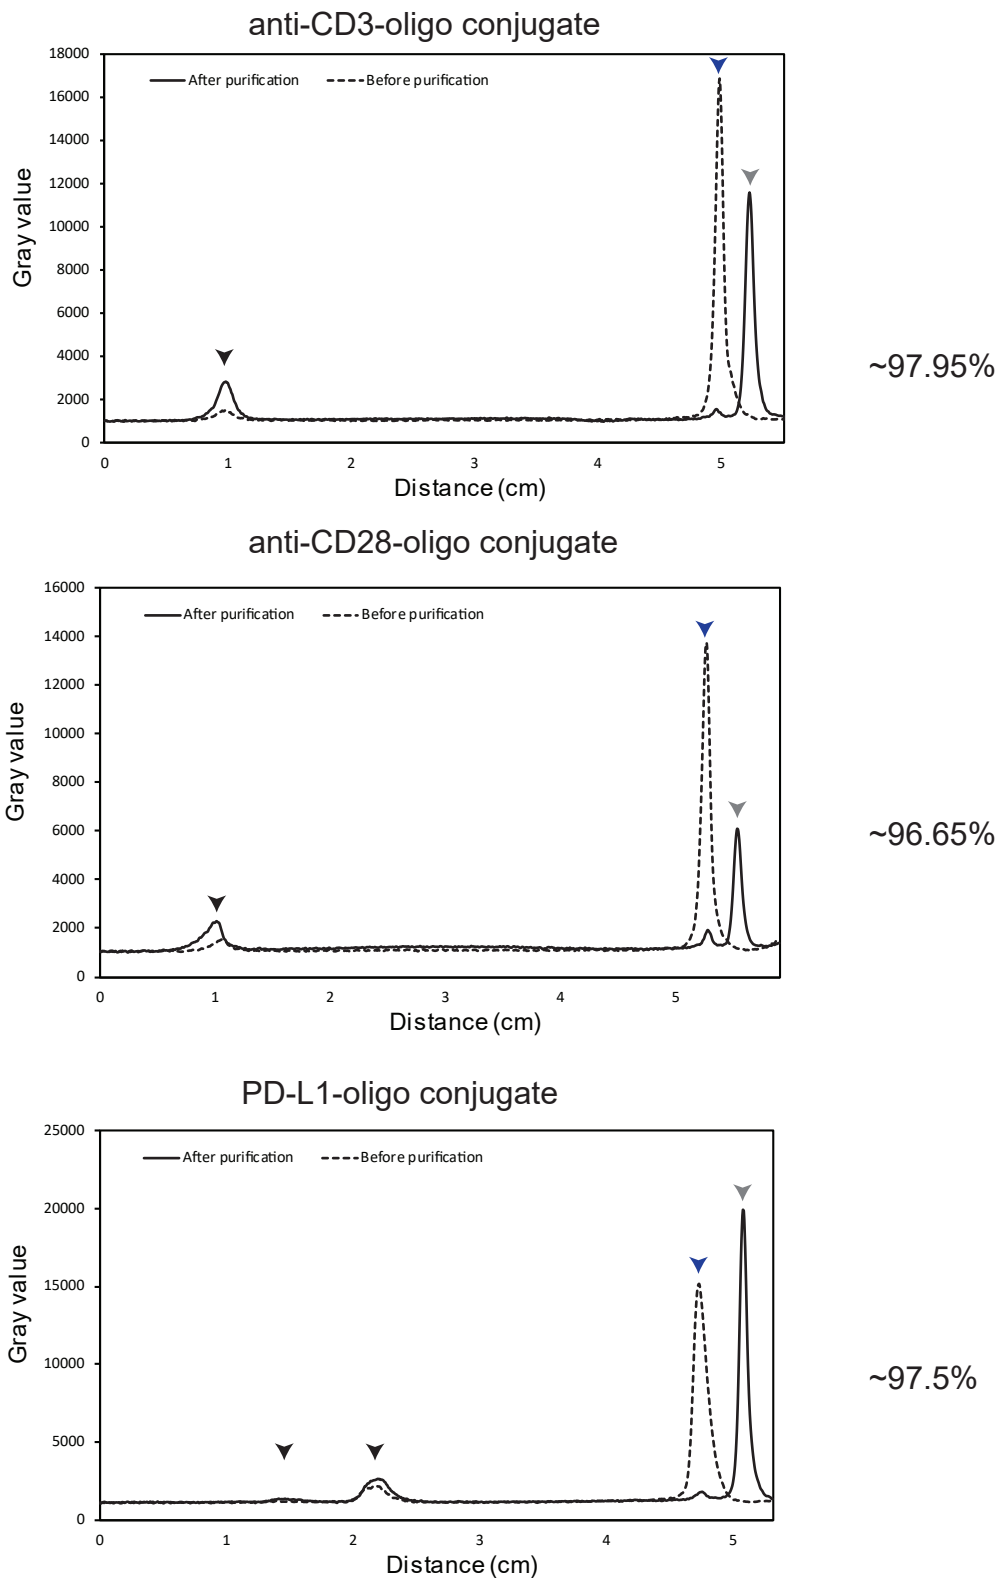 anti-CD3-oligo conjugate
18000
After purification
Before purification
16000
14000
12000
10000
8000
6000
4000
2000
0
Gray value
0 1 2 3 4 5
Distance (cm)
~97.95%
anti-CD28-oligo conjugate
16000
After purification
Before purification
14000
12000
10000
8000
6000
4000
2000
0
Gray value
0 1 2 3 4 5
Distance (cm)
~96.65%
PD-L1-oligo conjugate
25000
After purification
Before purification
20000
15000
10000
5000
0
Gray value
0 1 2 3 4 5
Distance (cm)
~97.5%